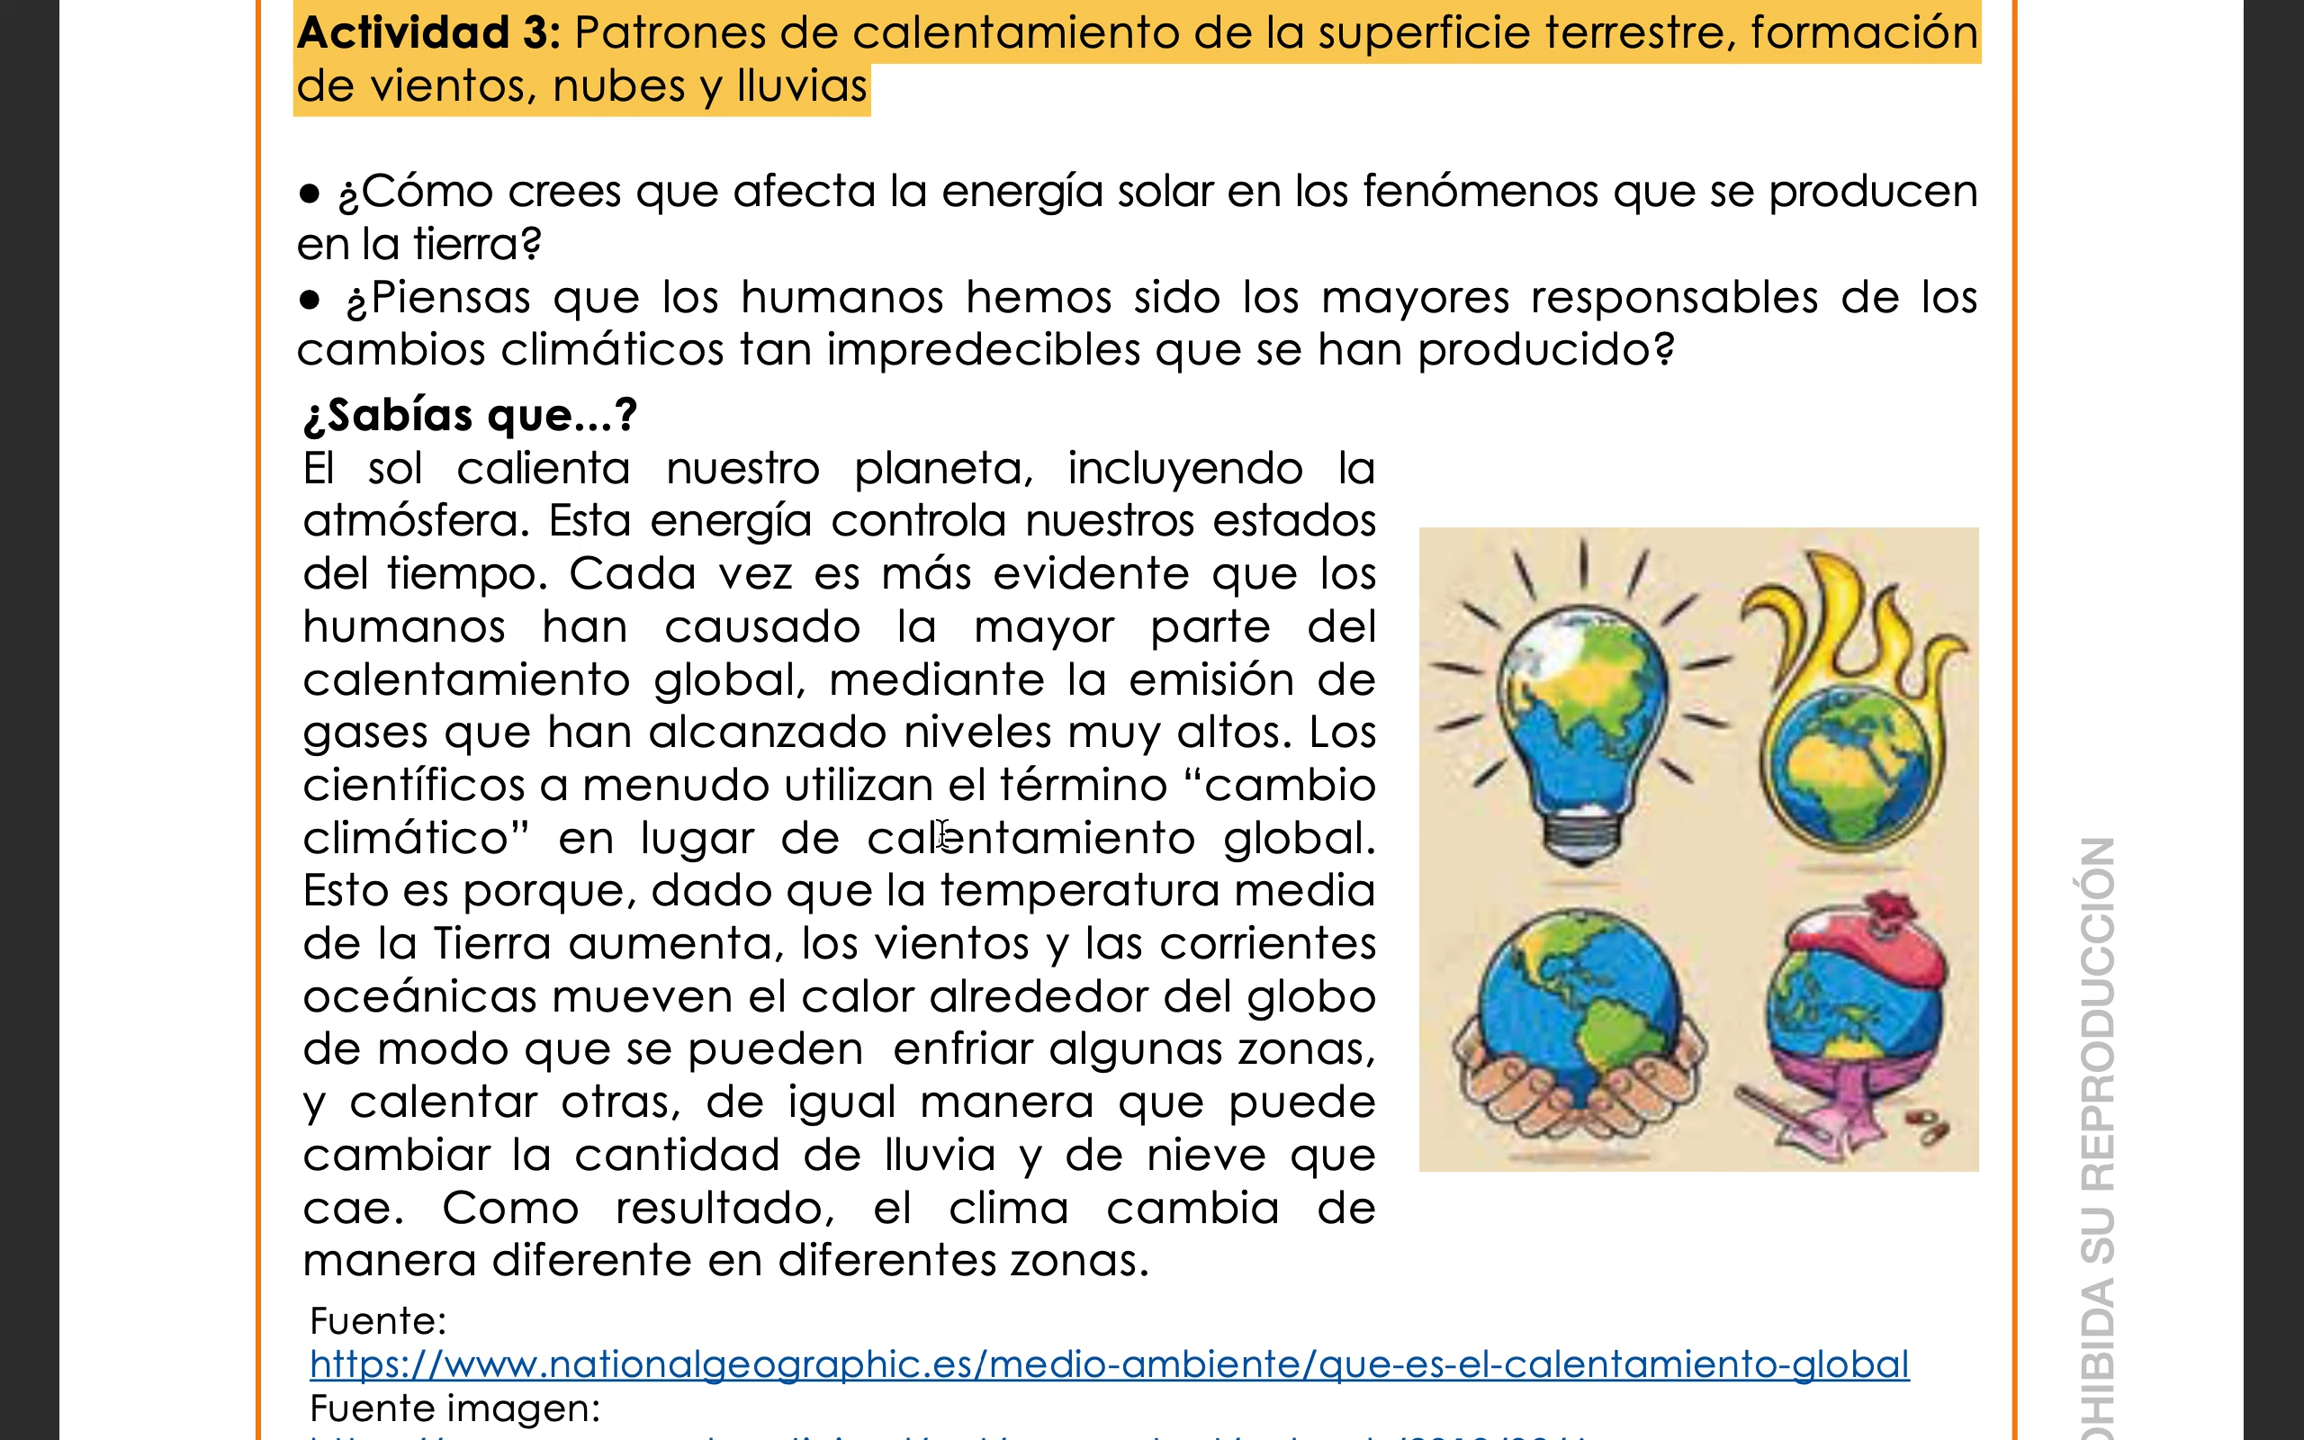 Actividad 3: Patrones de calentamiento de la superficie terrestre, formación
de vientos, nubes y lluvias
● ¿Cómo crees que afecta la energía solar en los fenómenos que se producen
en la tierra?
● ¿Piensas que los humanos hemos sido los mayores responsables de los
cambios climáticos tan impredecibles que se han producido?
¿Sabías que...?
El sol calienta nuestro planeta, incluyendo la
atmósfera. Esta energía controla nuestros estados
del tiempo. Cada vez es más evidente que los
humanos han causado la mayor parte del
calentamiento global, mediante la emisión de
gases que han alcanzado niveles muy altos. Los
científicos a menudo utilizan el término “cambio
climático” en lugar de calentamiento global.
Esto es porque, dado que la temperatura media
de la Tierra aumenta, los vientos y las corrientes
oceánicas mueven el calor alrededor del globo
de modo que se pueden enfriar algunas zonas,
y calentar otras, de igual manera que puede
cambiar la cantidad de lluvia y de nieve que
cae. Como resultado, el clima cambia de
manera diferente en diferentes zonas.
Fuente:
https://www.nationalgeographic.es/medio-ambiente/que-es-el-calentamiento-global
Fuente imagen:
OHIBIDA SU REPRODUCCIÓN